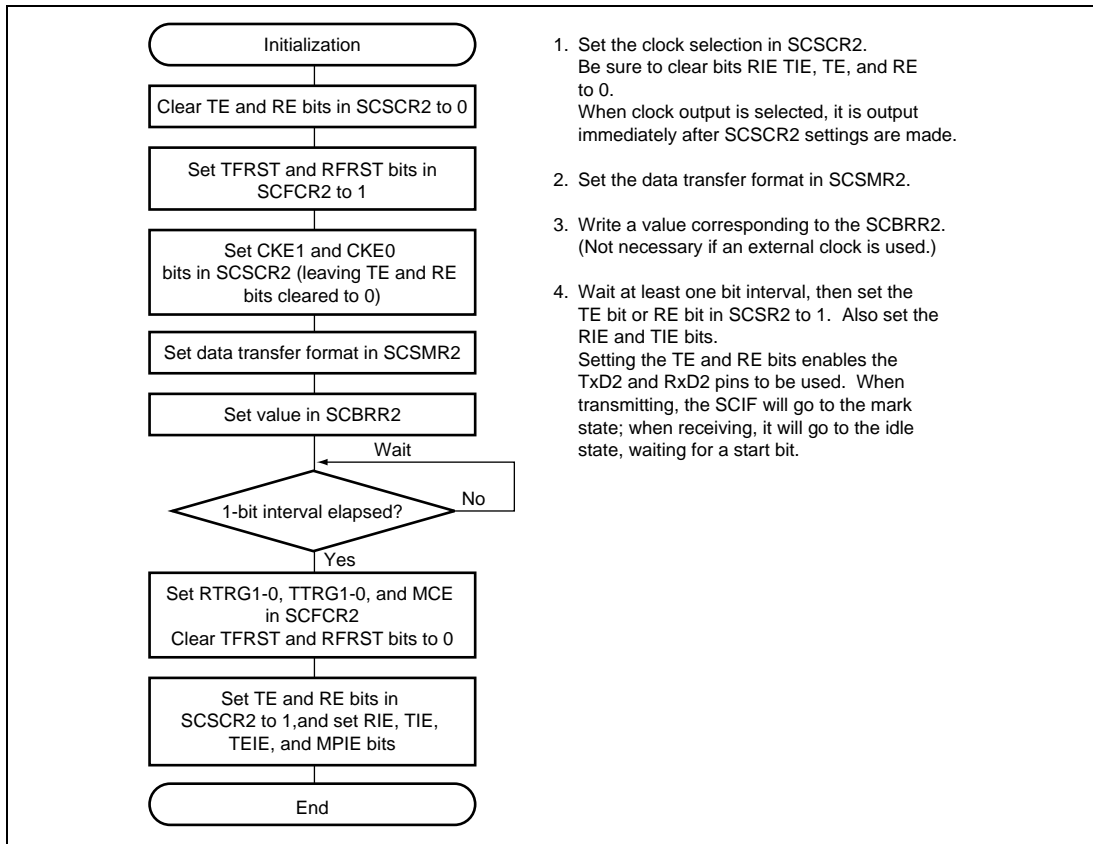 Initialization
Clear TE and RE bits in SCSCR2 to 0
Set TFRST and RFRST bits in
SCFCR2 to 1
Set CKE1 and CKE0
bits in SCSCR2 (leaving TE and RE
bits cleared to 0)
Set data transfer format in SCSMR2
Set value in SCBRR2
Wait
1-bit interval elapsed?
No
Yes
Set RTRG1-0, TTRG1-0, and MCE
in SCFCR2
Clear TFRST and RFRST bits to 0
Set TE and RE bits in
SCSCR2 to 1,and set RIE, TIE,
TEIE, and MPIE bits
End
1. Set the clock selection in SCSCR2.
Be sure to clear bits RIE TIE, TE, and RE
to 0.
When clock output is selected, it is output
immediately after SCSCR2 settings are made.
2. Set the data transfer format in SCSMR2.
3. Write a value corresponding to the SCBRR2.
(Not necessary if an external clock is used.)
4. Wait at least one bit interval, then set the
TE bit or RE bit in SCSR2 to 1. Also set the
RIE and TIE bits.
Setting the TE and RE bits enables the
TxD2 and RxD2 pins to be used. When
transmitting, the SCIF will go to the mark
state; when receiving, it will go to the idle
state, waiting for a start bit.